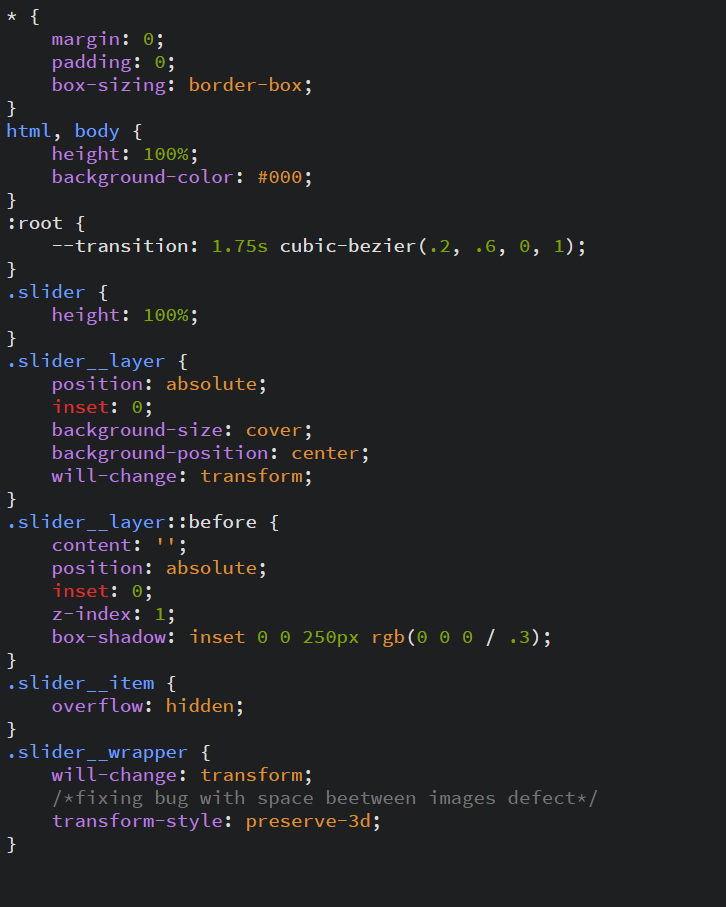 * {
    margin: 0;
    padding: 0;
    box-sizing: border-box;
}
html, body {
    height: 100%;
    background-color: #000;
}
:root {
    --transition: 1.75s cubic-bezier(.2, .6, 0, 1);
}
.slider {
    height: 100%;
}
.slider__layer {
    position: absolute;
    inset: 0;
    background-size: cover;
    background-position: center;
    will-change: transform;
}
.slider__layer::before {
    content: '';
    position: absolute;
    inset: 0;
    z-index: 1;
    box-shadow: inset 0 0 250px rgb(0 0 0 / .3);
}
.slider__item {
    overflow: hidden;
}
.slider__wrapper {
    will-change: transform;
    /*fixing bug with space beetween images defect*/
    transform-style: preserve-3d;
}